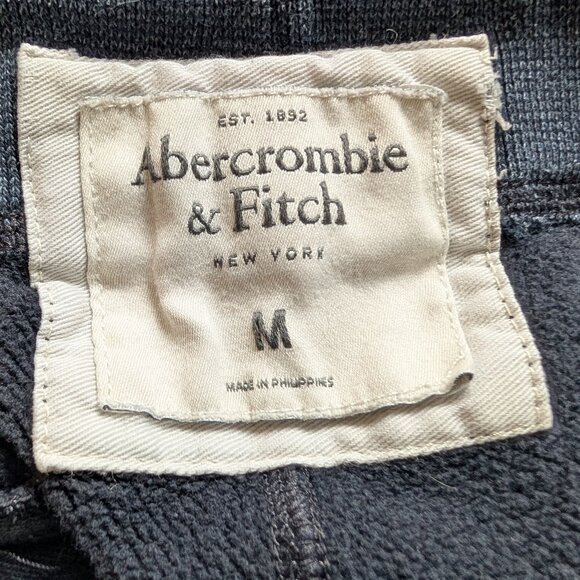 EST. 1892
Abercrombie
& Fitch
NEW YORK
M
MADE IN PHILIPPINES